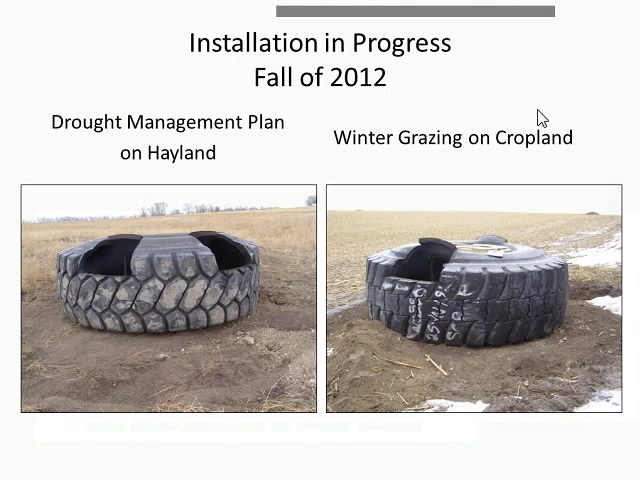 Installation in Progress
Fall of 2012
Drought Management Plan
on Hayland
Winter Grazing on Cropland